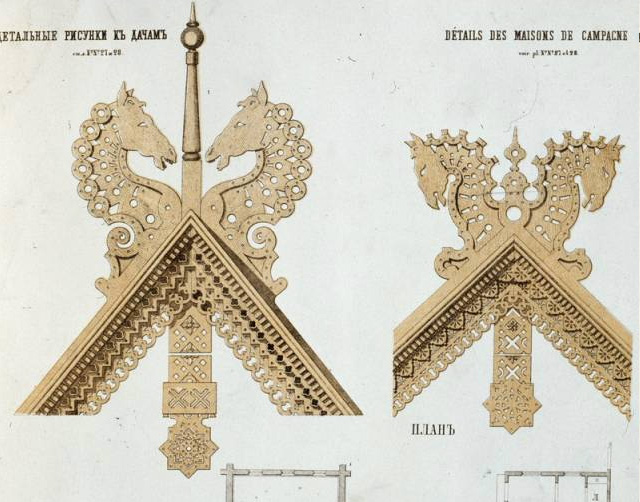 ДЕТАЛЬНЫЕ РИСУНКИ КЪ ДАЧАМЪ
DÉTAILS DES MAISONS DE CAMPAGNE
ПЛАНЪ